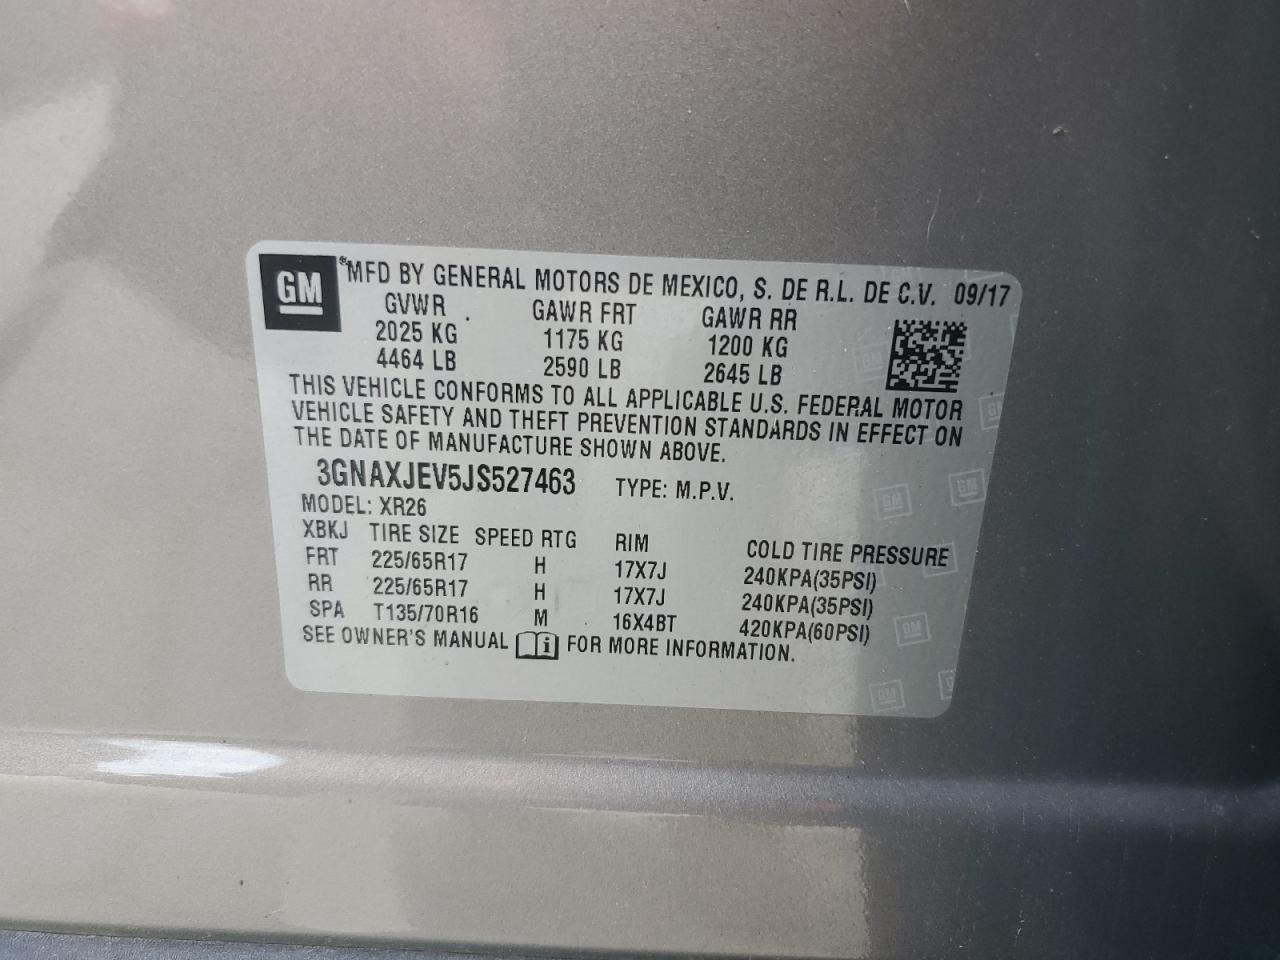 GM ®MFD BY GENERAL MOTORS DE MEXICO, S. DE R.L. DE C.V. 09/17
GVWR GAWR FRT GAWR RR
2025 KG 1175 KG 1200 KG
4464 LB 2590 LB 2645 LB
THIS VEHICLE CONFORMS TO ALL APPLICABLE U.S. FEDERAL MOTOR
VEHICLE SAFETY AND THEFT PREVENTION STANDARDS IN EFFECT ON
THE DATE OF MANUFACTURE SHOWN ABOVE.
3GNAXJEV5JS527463 TYPE: M.P.V.
MODEL: XR26
XBKJ TIRE SIZE SPEED RTG RIM COLD TIRE PRESSURE
FRT 225/65R17 H 17X7J 240KPA(35PSI)
RR 225/65R17 H 17X7J 240KPA(35PSI)
SPA T135/70R16 M 16X4BT 420KPA(60PSI)
SEE OWNER'S MANUAL i FOR MORE INFORMATION.